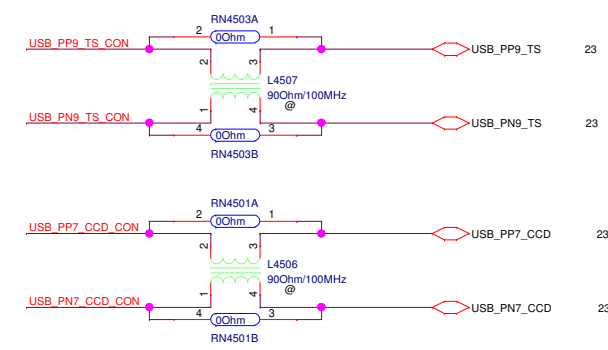 RN4503A
2 0Ohm 1
USB_PP9_TS_CON
USB_PP9_TS 23
2 3
L4507
90Ohm/100MHz
@
1 4
USB_PN9_TS_CON
USB_PN9_TS 23
4 0Ohm 3
RN4503B
RN4501A
2 0Ohm 1
USB_PP7_CCD_CON
USB_PP7_CCD 23
2 3
L4506
90Ohm/100MHz
@
1 4
USB_PN7_CCD_CON
USB_PN7_CCD 23
4 0Ohm 3
RN4501B